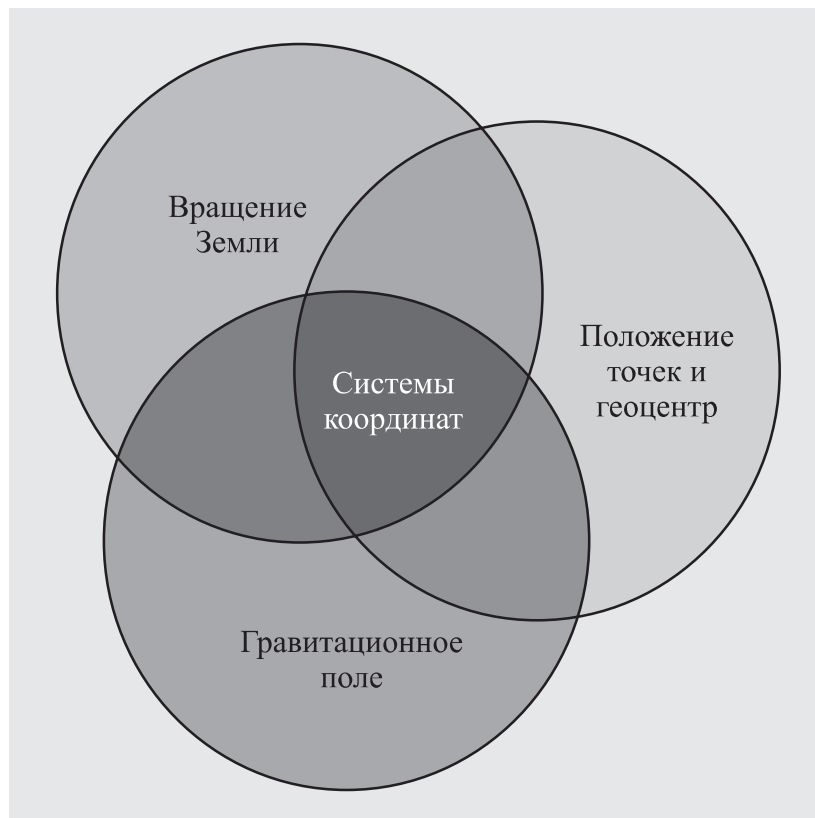 Вращение
Земли
Положение
точек и
геоцентр
Системы
координат
Гравитационное
поле